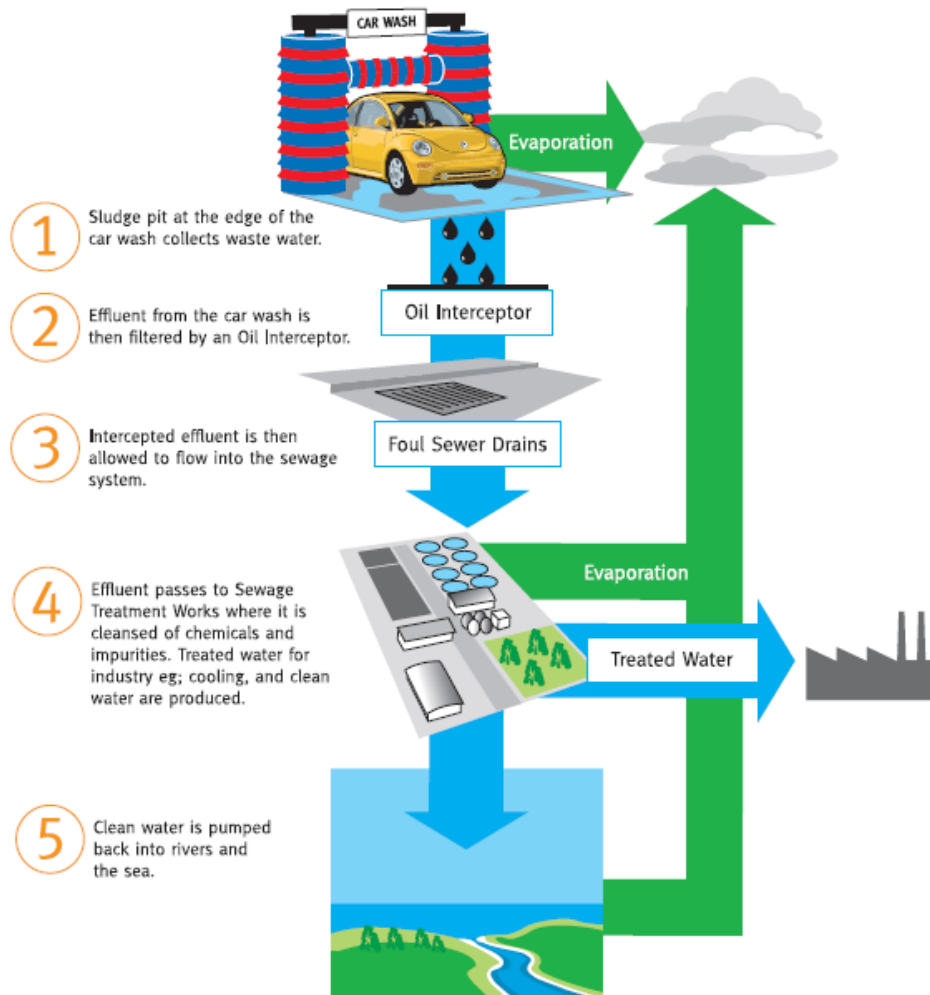 CAR WASH
Evaporation
1
Sludge pit at the edge of the
car wash collects waste water.
2
Effluent from the car wash is
then filtered by an Oil Interceptor.
Oil Interceptor
3
Intercepted effluent is then
allowed to flow into the sewage
system.
Foul Sewer Drains
4
Effluent passes to Sewage
Treatment Works where it is
cleansed of chemicals and
impurities. Treated water for
industry eg; cooling, and clean
water are produced.
Evaporation
Treated Water
5
Clean water is pumped
back into rivers and
the sea.